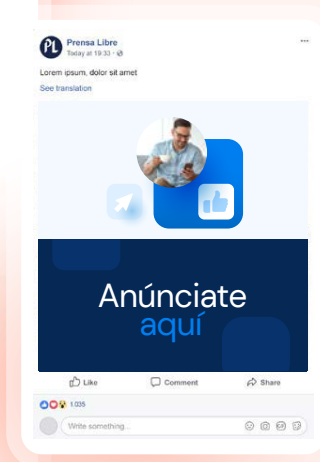 PL
Prensa Libre
Today at 19:33
Lorem ipsum, dolor sit amet
See translation
Anúnciate
aquí
Like Comment Share
1.035
Write something...